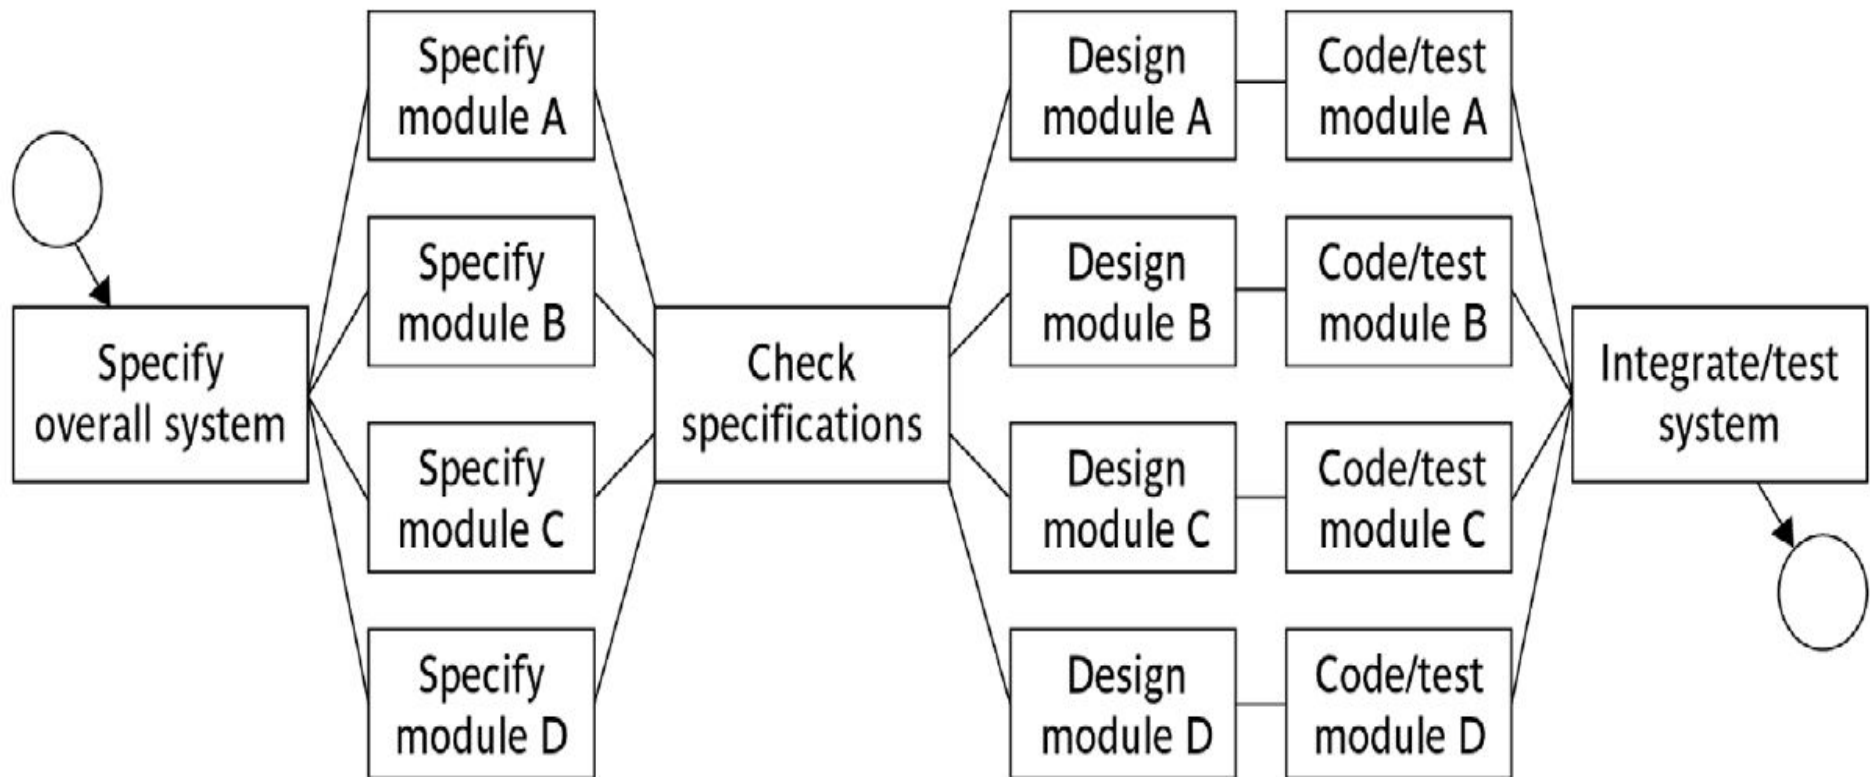 Specify
overall system
Specify
module A
Specify
module B
Specify
module C
Specify
module D
Check
specifications
Design
module A
Design
module B
Design
module C
Design
module D
Code/test
module A
Code/test
module B
Code/test
module C
Code/test
module D
Integrate/test
system